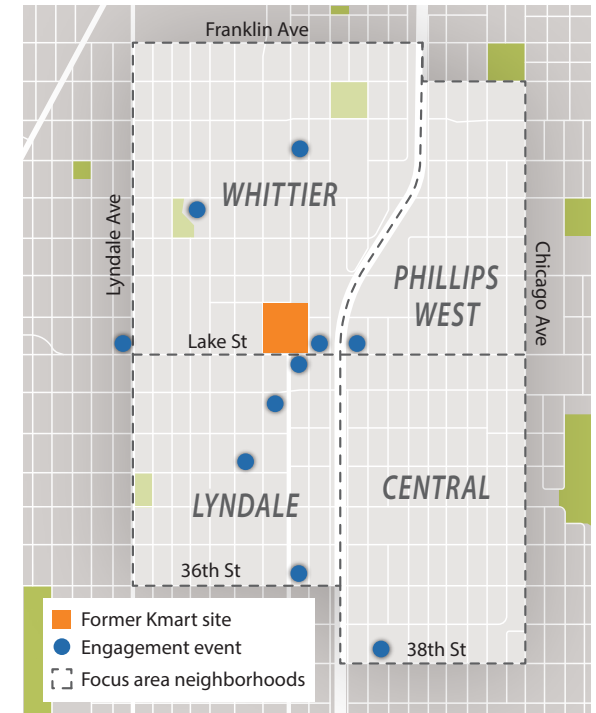 Franklin Ave
WHITTIER
Lyndale Ave
PHILLIPS
WEST
Chicago Ave
Lake St
LYNDALE
CENTRAL
36th St
38th St
Former Kmart site
Engagement event
Focus area neighborhoods